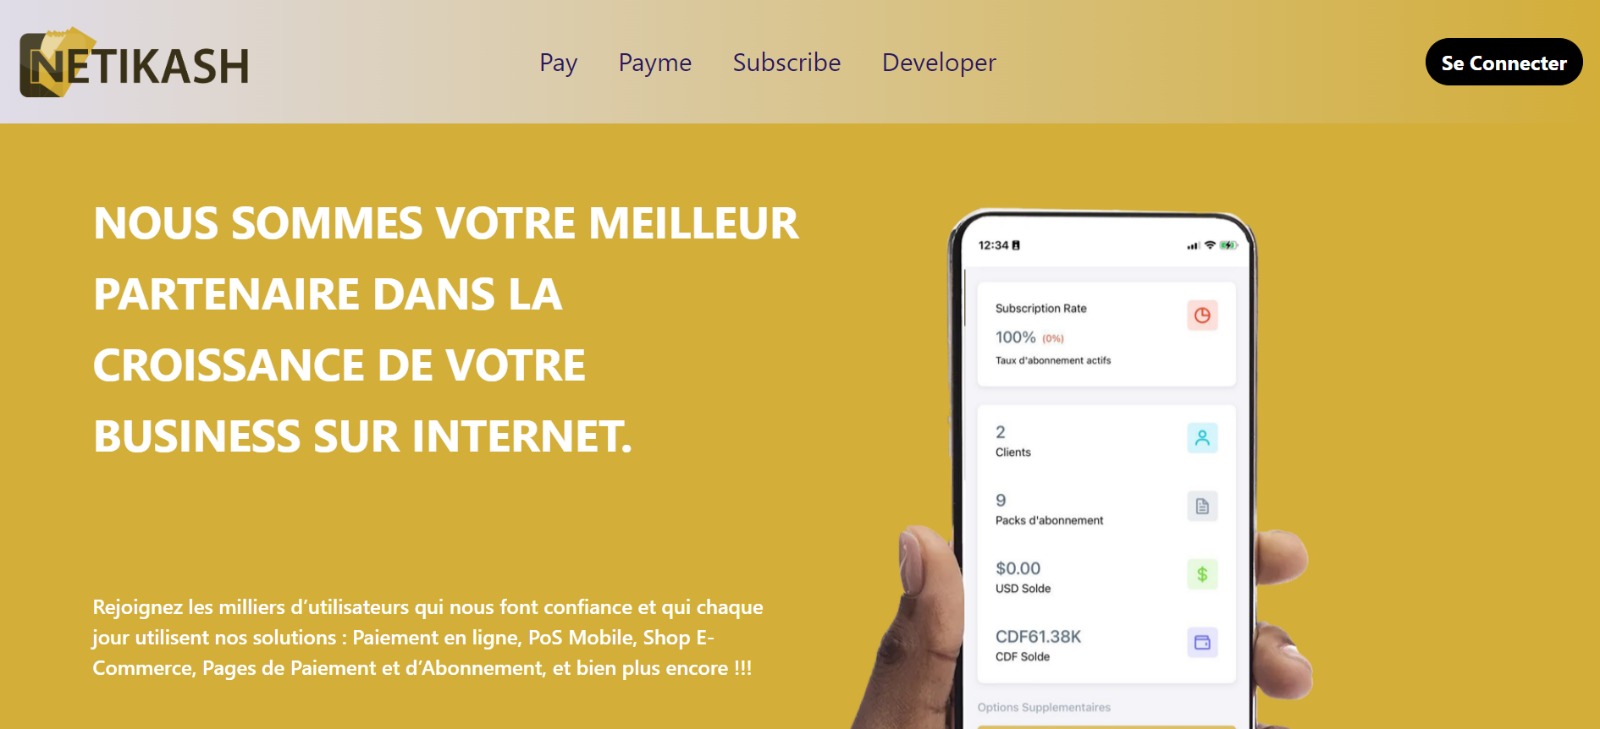 NETIKASH
Pay Payme Subscribe Developer
Se Connecter
NOUS SOMMES VOTRE MEILLEUR
PARTENAIRE DANS LA
CROISSANCE DE VOTRE
BUSINESS SUR INTERNET.
Rejoignez les milliers d’utilisateurs qui nous font confiance et qui chaque
jour utilisent nos solutions : Paiement en ligne, PoS Mobile, Shop E-
Commerce, Pages de Paiement et d’Abonnement, et bien plus encore !!!
12:34
Subscription Rate
100% (0%)
Taux d'abonnement actifs
2
Clients
9
Packs d'abonnement
$0.00
USD Solde
CDF61.38K
CDF Solde
Options Supplementaires